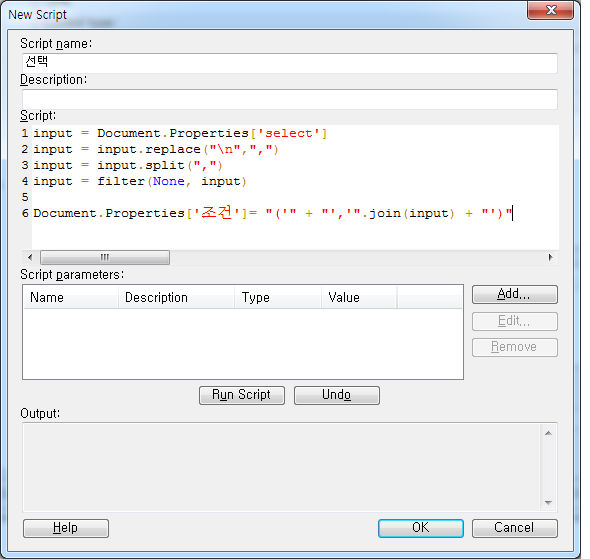 New Script
Script name:
선택
Description:
Script:
1 input = Document.Properties['select']
2 input = input.replace("\n",",")
3 input = input.split(",")
4 input = filter(None, input)
5
6 Document.Properties['조건']= "('" + "','".join(input) + "')"
Script parameters:
Name Description Type Value
Add...
Edit...
Remove
Run Script Undo
Output:
Help OK Cancel